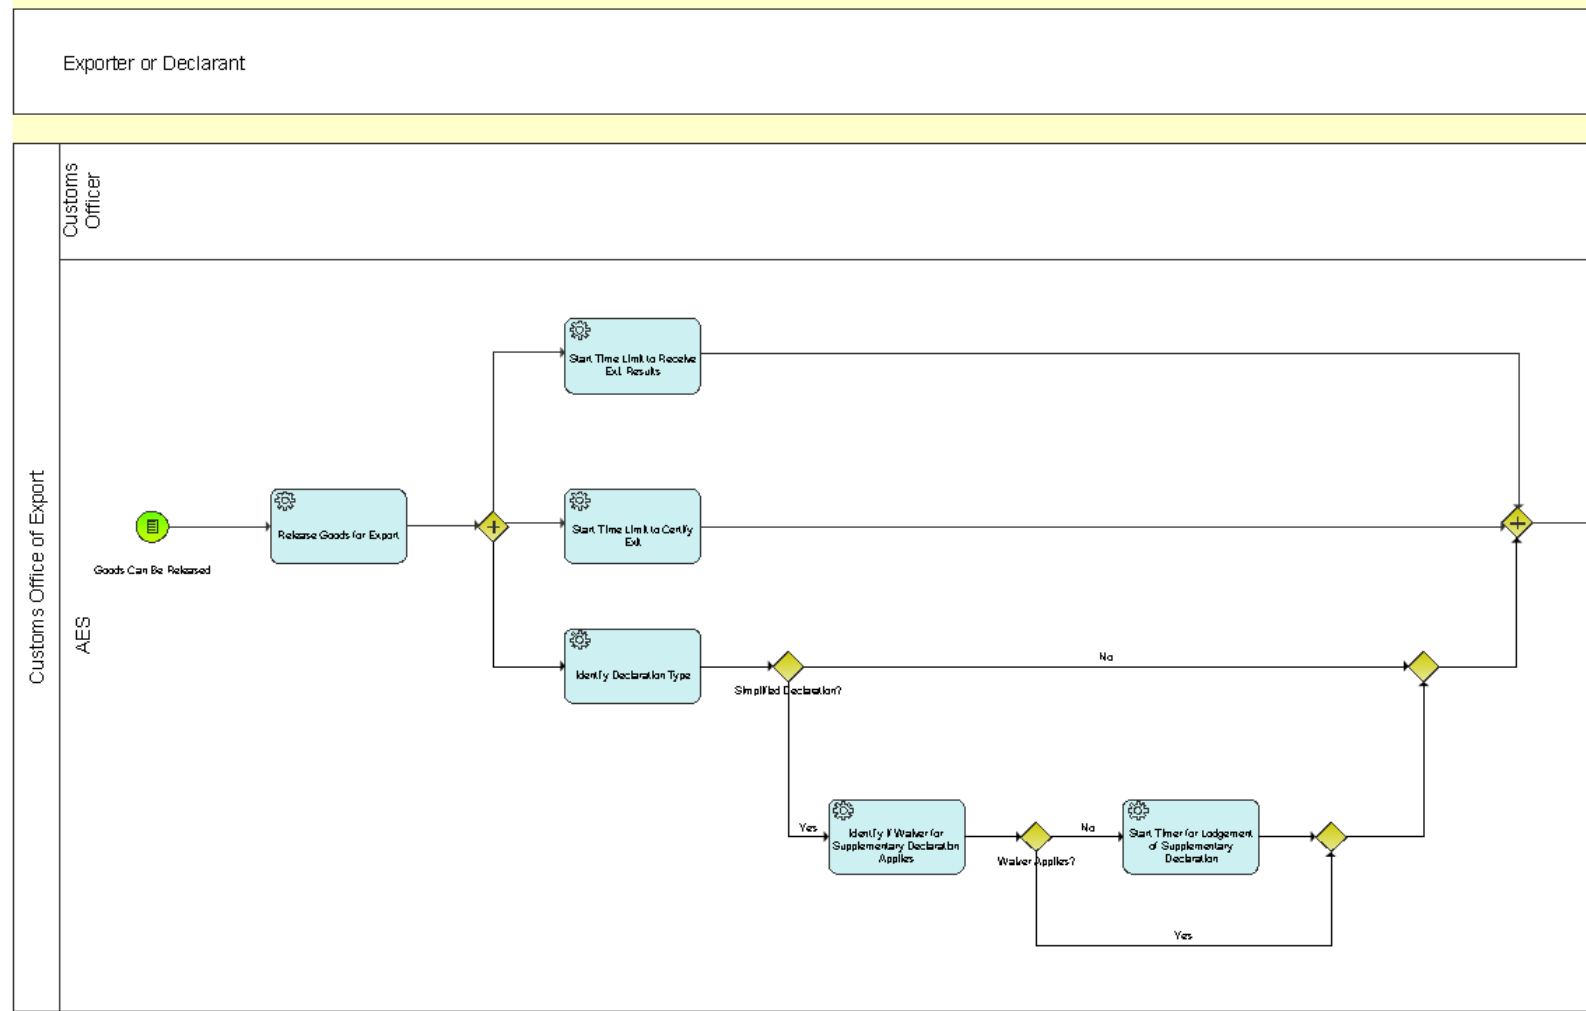 Exporter or Declarant
Customs
Officer
Customs Office of Export
AES
Goods Can Be Released
Release Goods for Export
Start Time Limit to Receive
Exit Results
Start Time Limit to Certify
Exit
Identify Declaration Type
Simplified Declaration?
No
Yes
Identify if Waiver for
Supplementary Declaration
Applies
Waiver Applies?
No
Start Timer for Lodgement
of Supplementary
Declaration
Yes